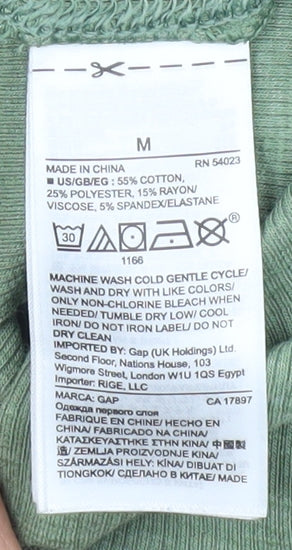 M
MADE IN CHINA RN 54023
■ US/GB/EG : 55% COTTON,
25% POLYESTER, 15% RAYON/
VISCOSE, 5% SPANDEX/ELASTANE
30
1166
MACHINE WASH COLD GENTLE CYCLE/
WASH AND DRY WITH LIKE COLORS/
ONLY NON-CHLORINE BLEACH WHEN
NEEDED/ TUMBLE DRY LOW/ COOL
IRON/ DO NOT IRON LABEL/ DO NOT
DRY CLEAN
IMPORTED BY: Gap (UK Holdings) Ltd.
Second Floor, Nations House, 103
Wigmore Street, London W1U 1QS Egypt
Importer: RIGE, LLC
MARCA: GAP CA 17897
Одежда первого слоя
FABRIQUE EN CHINE/ HECHO EN
CHINA/ FABRICADO NA CHINA/
ΚΑΤΑΣΚΕΥΑΣΤΗΚΕ ΣΤΗΝ ΚΙΝΑ/ 中國製
造/ ZEMLJA PROIZVODNJE KINA/
SZÁRMAZÁSI HELY: KÍNA/ DIBUAT DI
TIONGKOK/ СДЕЛАНО В КИТАЕ/ MADE